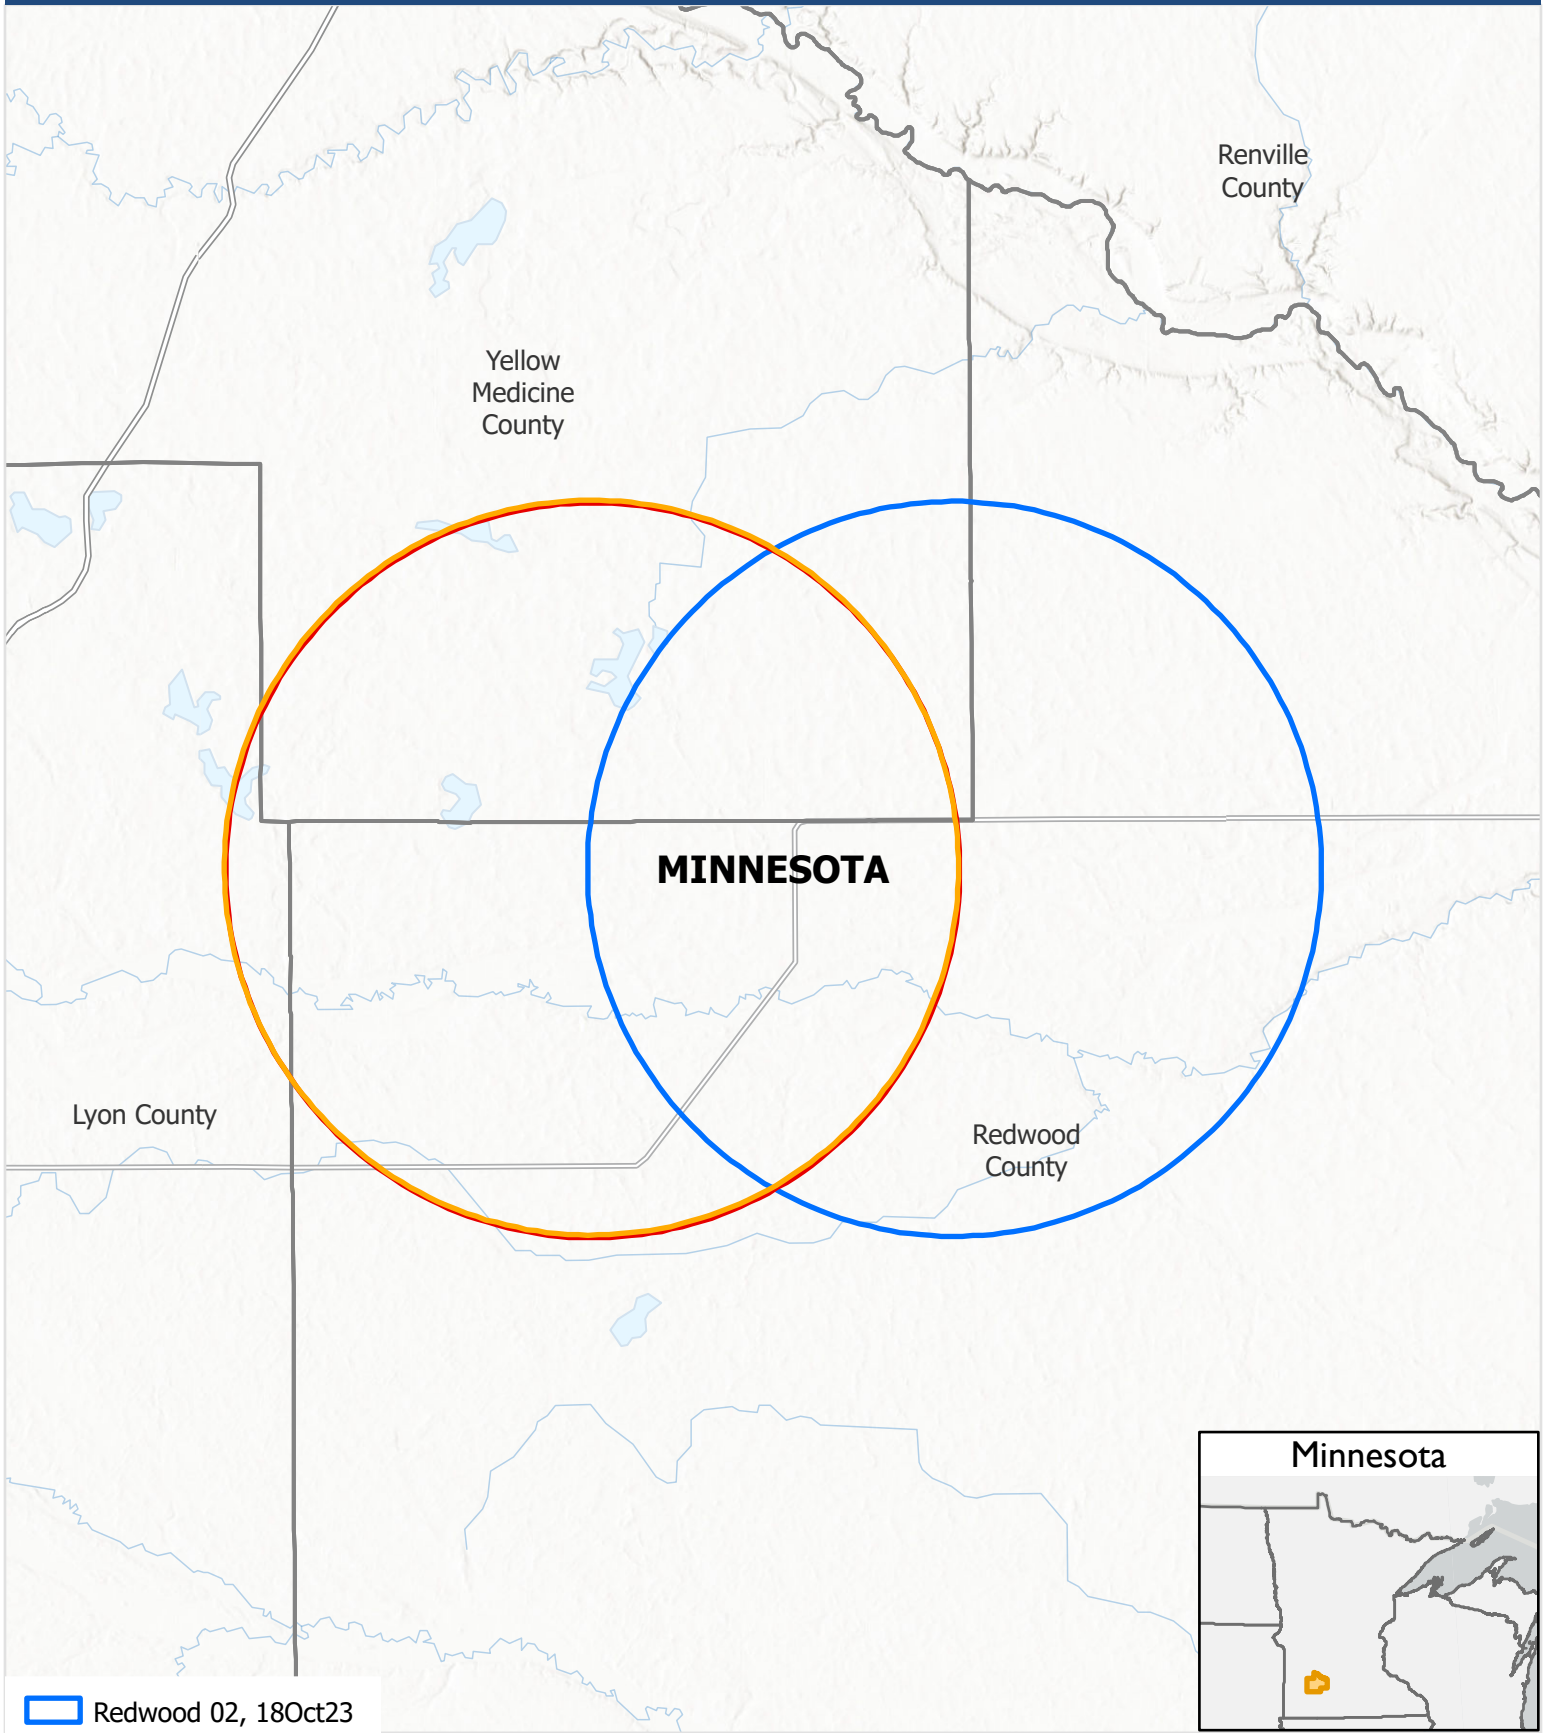 Renville
County
Yellow
Medicine
County
MINNESOTA
Lyon County
Redwood
County
Minnesota
Redwood 02, 18Oct23